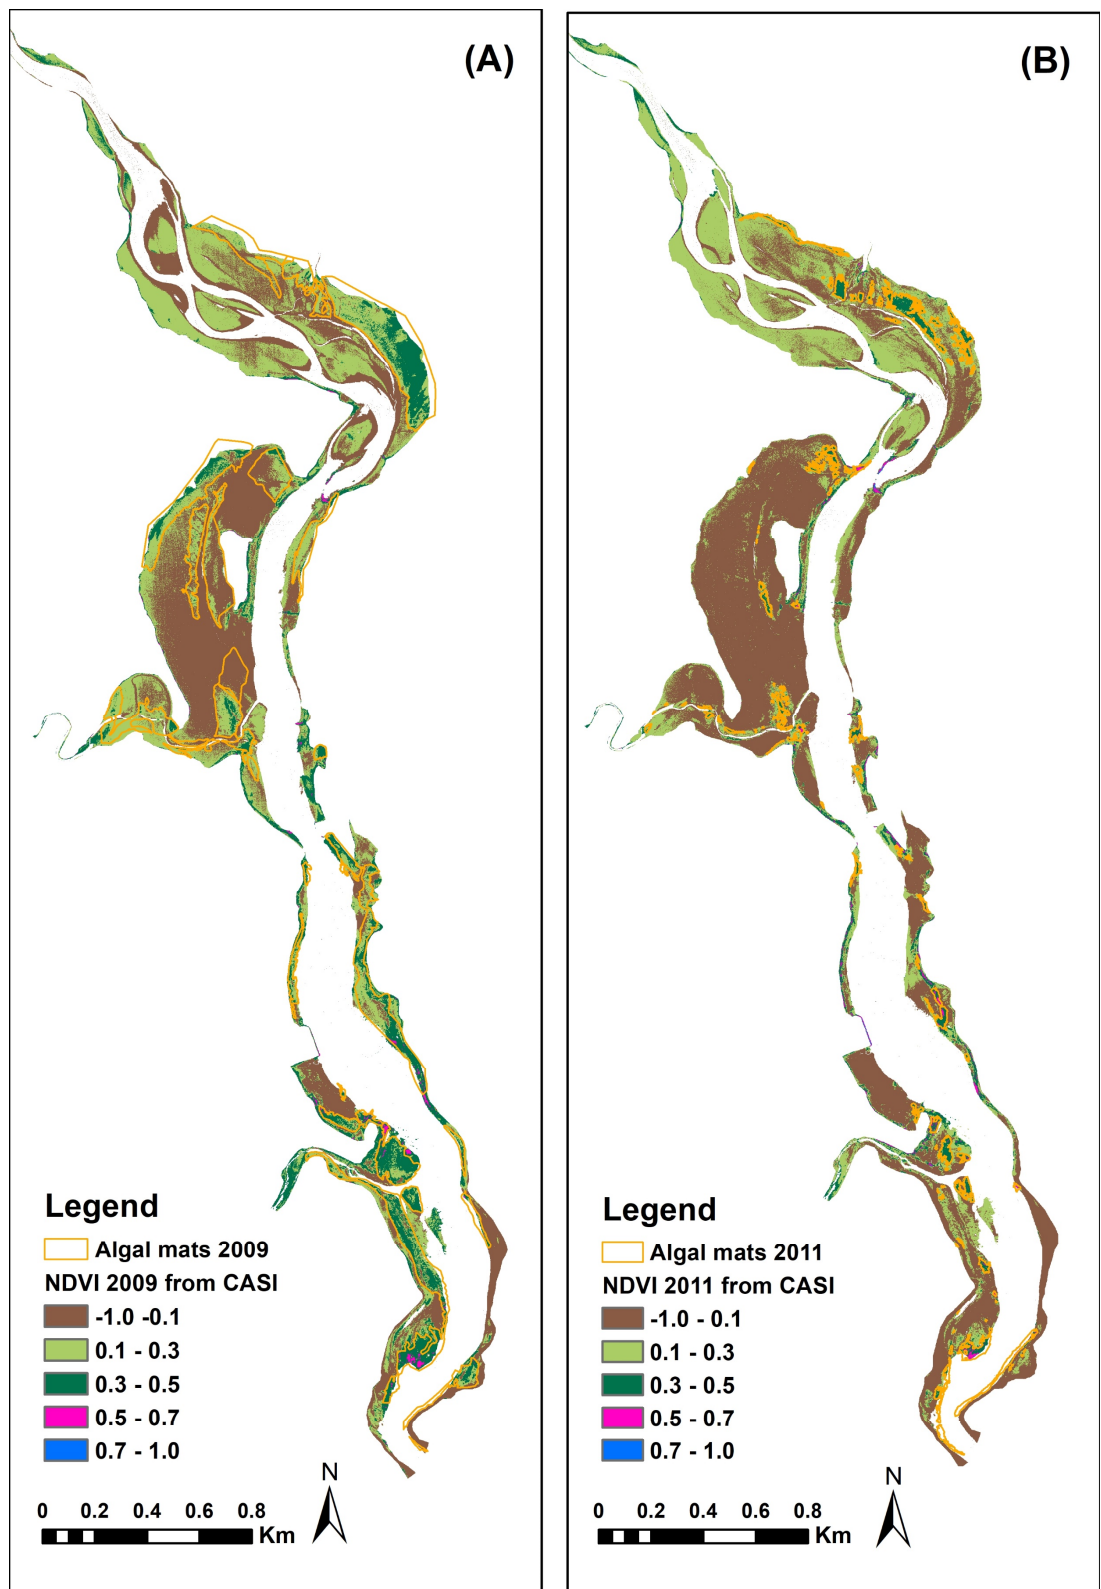 (A)
Legend
Algal mats 2009
NDVI 2009 from CASI
-1.0 -0.1
0.1 - 0.3
0.3 - 0.5
0.5 - 0.7
0.7 - 1.0
N
0 0.2 0.4 0.6 0.8
Km
(B)
Legend
Algal mats 2011
NDVI 2011 from CASI
-1.0 - 0.1
0.1 - 0.3
0.3 - 0.5
0.5 - 0.7
0.7 - 1.0
N
0 0.2 0.4 0.6 0.8
Km